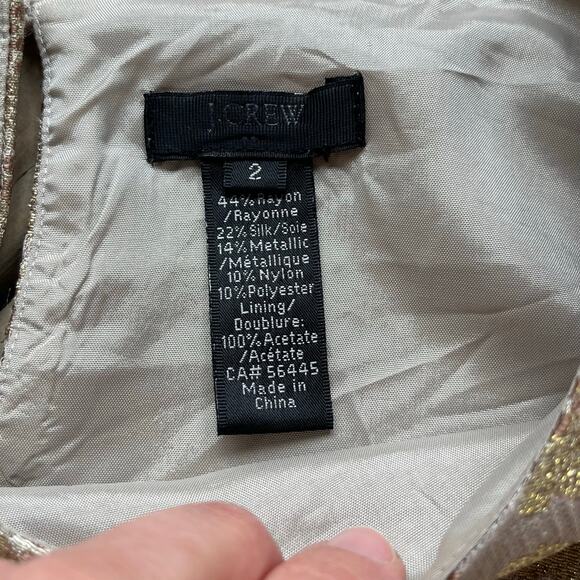 J.CREW
2
44% Rayon
/Rayonne
22% Silk/Soie
14% Metallic
/Métallique
10% Nylon
10% Polyester
Lining/
Doublure:
100% Acetate
/Acétate
CA# 56445
Made in
China